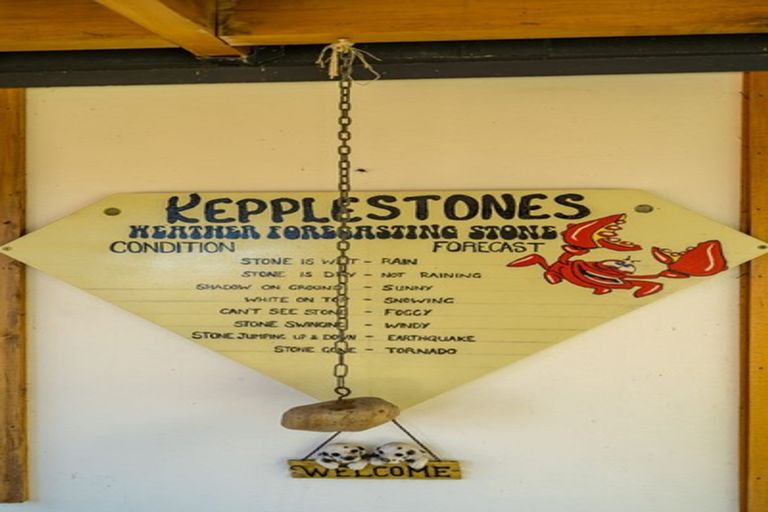 KEPPLESTONES
WEATHER FORECASTING STONE
CONDITION FORECAST
STONE IS WET - RAIN
STONE IS DRY - NOT RAINING
SHADOW ON GROUND - SUNNY
WHITE ON TOP - SNOWING
CAN'T SEE STONE - FOGGY
STONE SWINGING - WINDY
STONE JUMPING UP & DOWN - EARTHQUAKE
STONE GONE - TORNADO
WELCOME